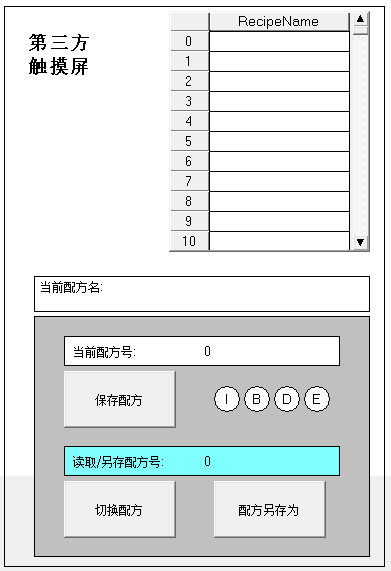 第三方
触摸屏
RecipeName
0
1
2
3
4
5
6
7
8
9
10
当前配方名:
当前配方号: 0
保存配方 I B D E
读取/另存配方号: 0
切换配方 配方另存为